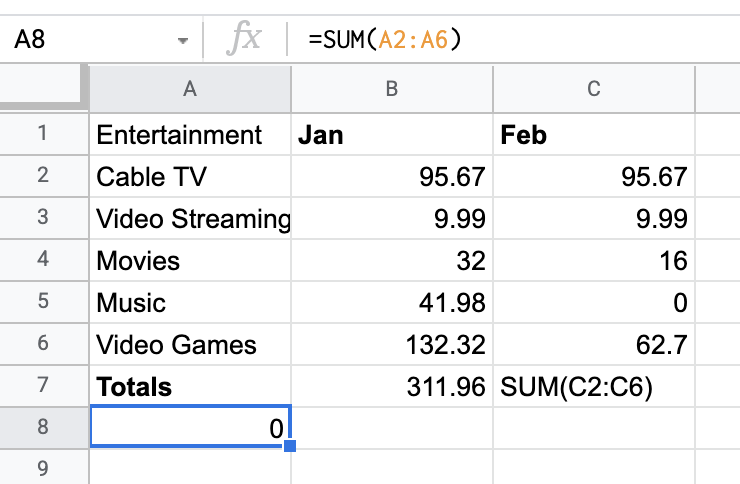 A8 fx =SUM(A2:A6)
A B C
1 Entertainment Jan Feb
2 Cable TV 95.67 95.67
3 Video Streaming 9.99 9.99
4 Movies 32 16
5 Music 41.98 0
6 Video Games 132.32 62.7
7 Totals 311.96 SUM(C2:C6)
8 0
9